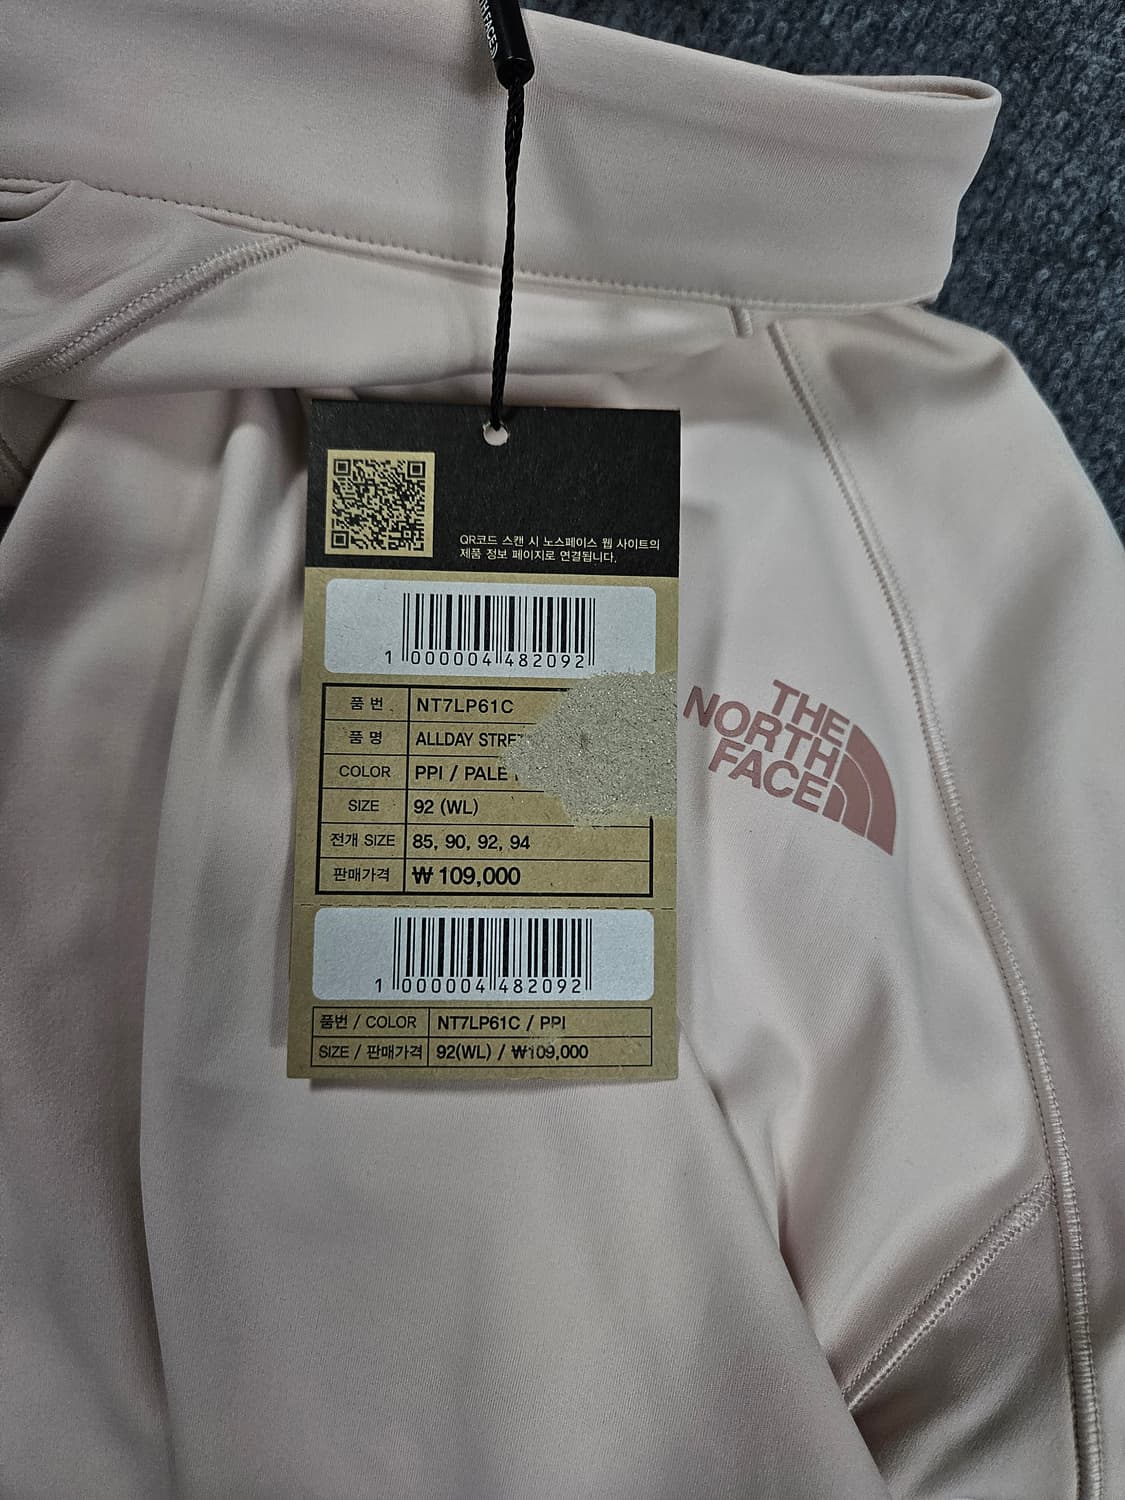 H FACE
QR코드 스캔 시 노스페이스 웹 사이트의
제품 정보 페이지로 연결됩니다.
1 000004 482092
품 번 NT7LP61C
품 명 ALLDAY
COLOR PPI / PALE
SIZE 92 (WL)
전개 SIZE 85, 90, 92, 94
판매가격 ₩ 109,000
1 000004 482092
품번 / COLOR NT7LP61C / PPI
SIZE / 판매가격 92(WL) / ₩109,000
THE
NORTH
FACE